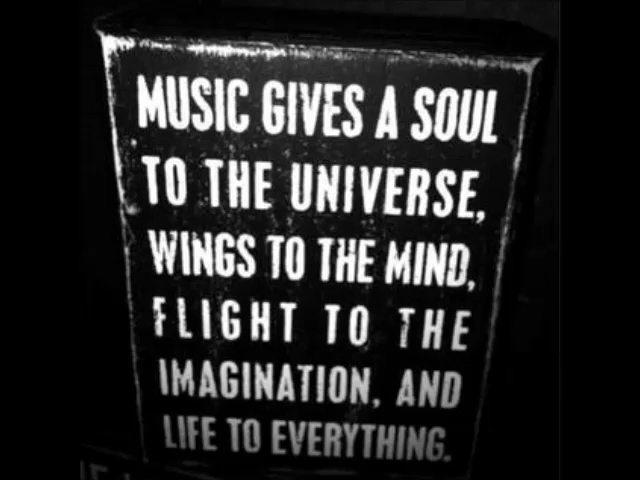 MUSIC GIVES A SOUL
TO THE UNIVERSE,
WINGS TO THE MIND,
FLIGHT TO THE
IMAGINATION, AND
LIFE TO EVERYTHING.